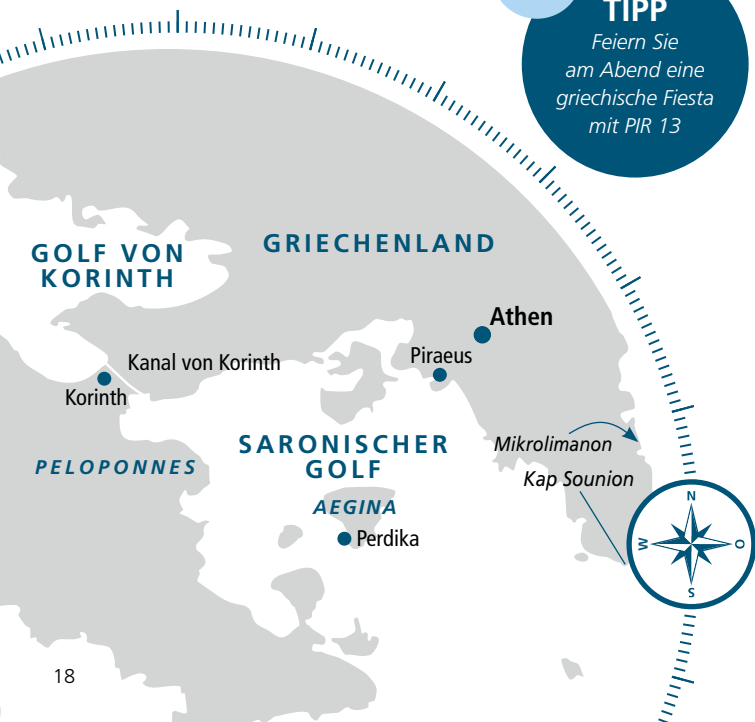 TIPP
Feiern Sie
am Abend eine
griechische Fiesta
mit PIR 13
GOLF VON
KORINTH
GRIECHENLAND
Athen
Piraeus
Kanal von Korinth
Korinth
PELOPONNES
SARONISCHER
GOLF
Mikrolimanon
Kap Sounion
AEGINA
Perdika
N
W
O
S
18